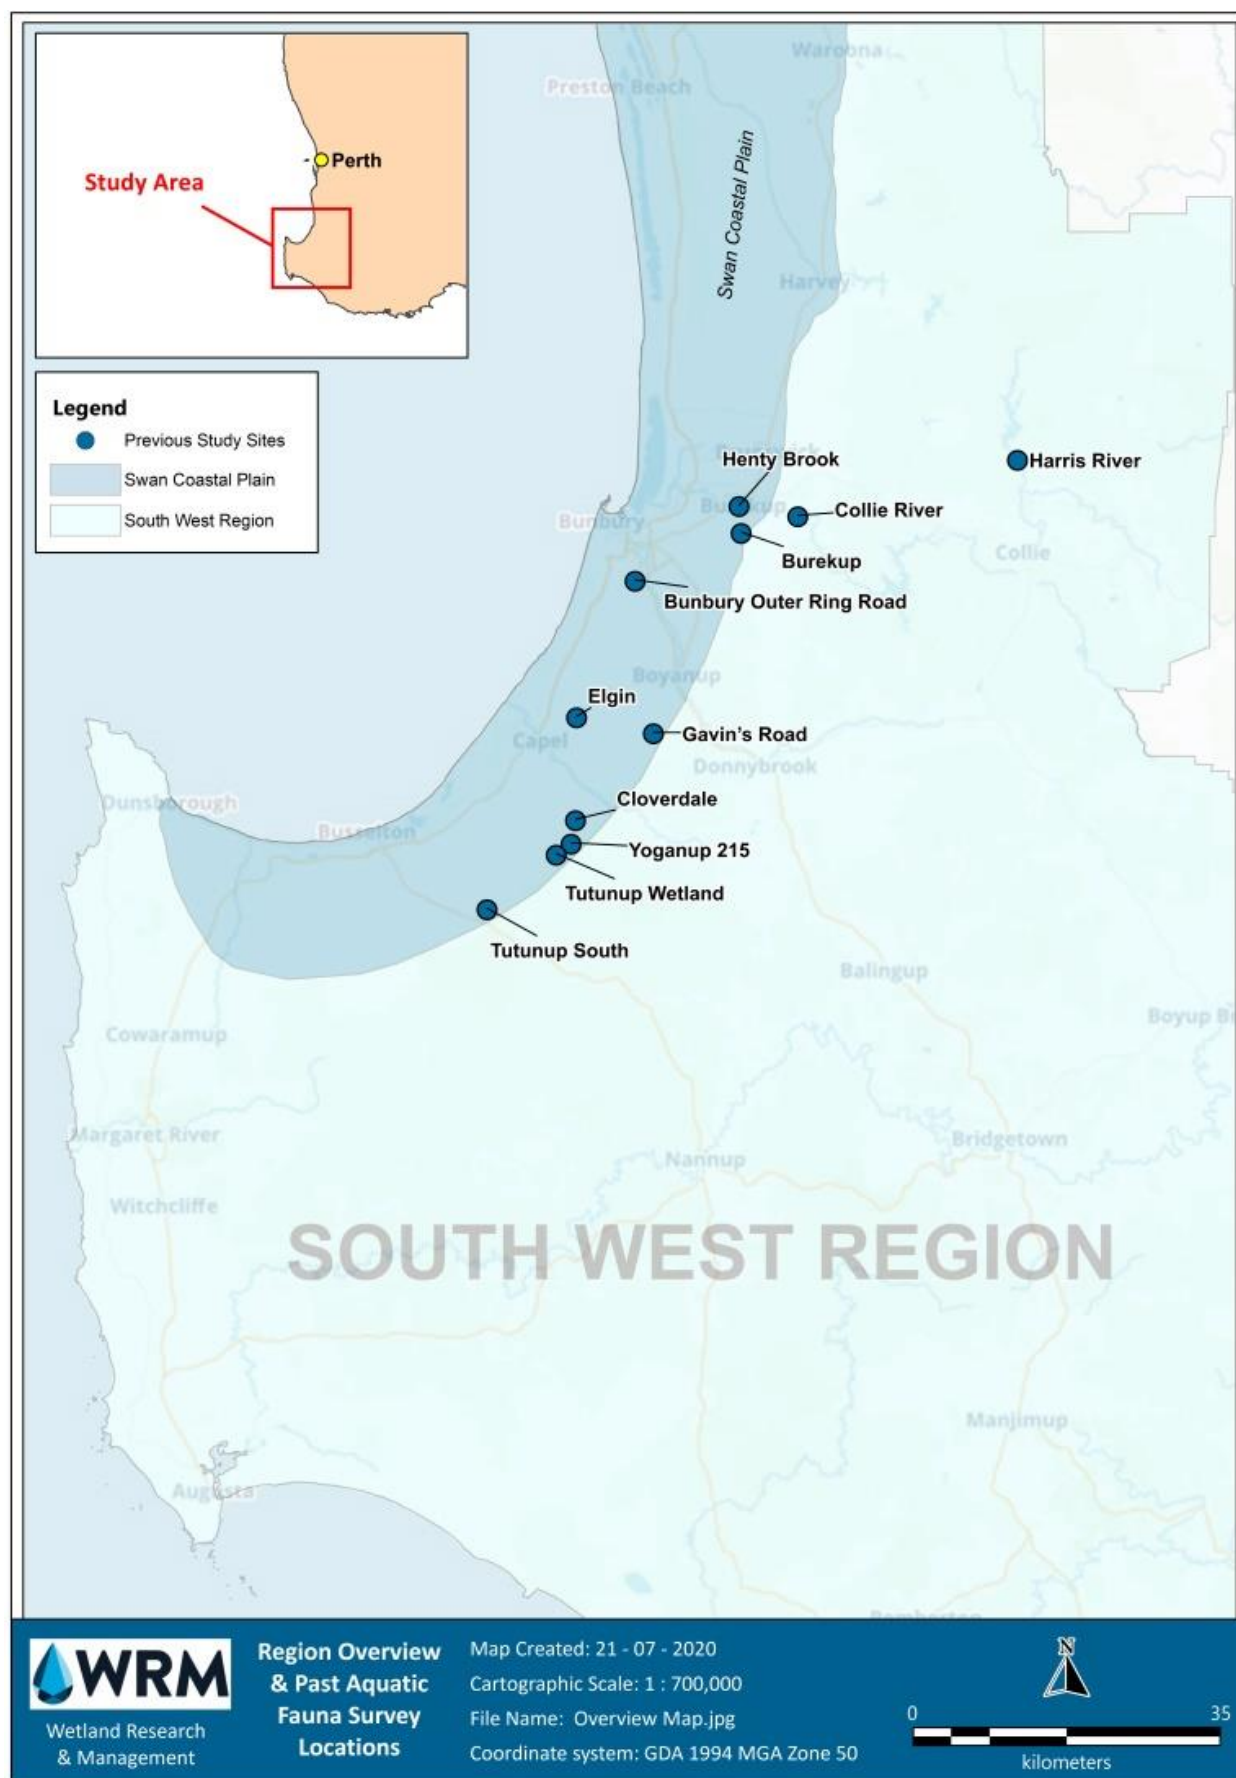 Perth
Study Area
Legend
Previous Study Sites
Swan Coastal Plain
South West Region
Waroona
Preston Beach
Swan Coastal Plain
Harvey
Henty Brook
Harris River
Bunbury
Collie River
Collie
Burekup
Bunbury Outer Ring Road
Boyanup
Elgin
Gavin's Road
Capel
Donnybrook
Dunsborough
Cloverdale
Busselton
Yoganup 215
Tutunup Wetland
Tutunup South
Balingup
Cowaramup
Margaret River
Bridgetown
Nannup
Witchcliffe
SOUTH WEST REGION
Manjimup
Augusta
WRM
Wetland Research
& Management
Region Overview
& Past Aquatic
Fauna Survey
Locations
Map Created: 21 - 07 - 2020
Cartographic Scale: 1 : 700,000
File Name: Overview Map.jpg
Coordinate system: GDA 1994 MGA Zone 50
N
0 35
kilometers